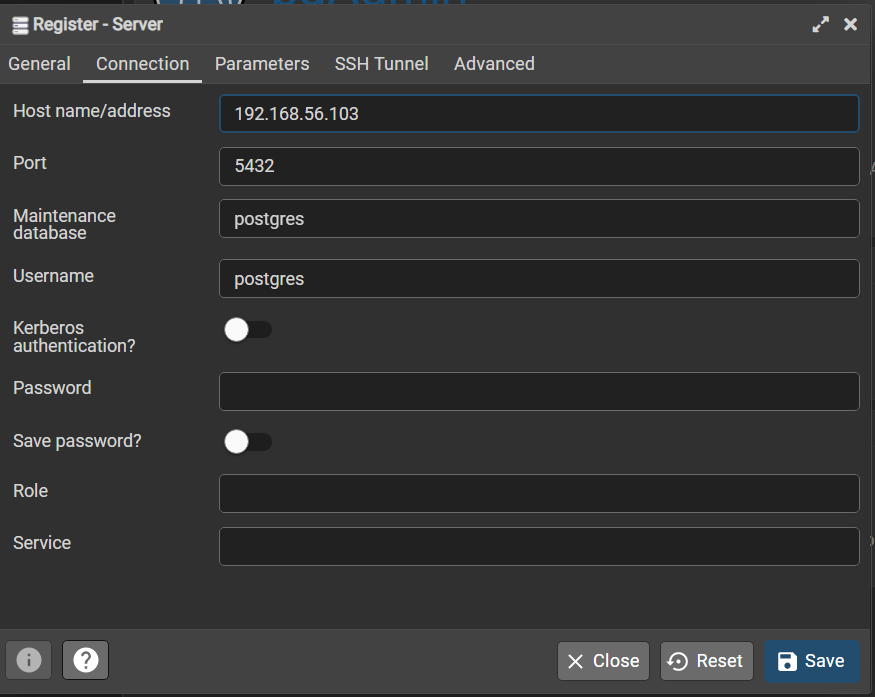 Register - Server
General Connection Parameters SSH Tunnel Advanced
Host name/address 192.168.56.103
Port 5432
Maintenance
database postgres
Username postgres
Kerberos
authentication?
Password
Save password?
Role
Service
Close Reset Save